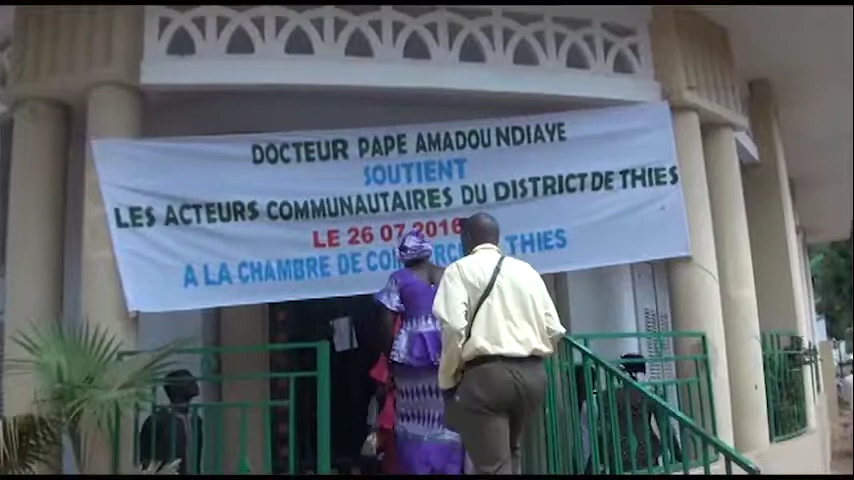 DOCTEUR PAPE AMADOU NDIAYE
SOUTIENT
LES ACTEURS COMMUNAUTAIRES DU DISTRICT DE THIES
LE 26 07 2016
A LA CHAMBRE DE COMMERCE THIES